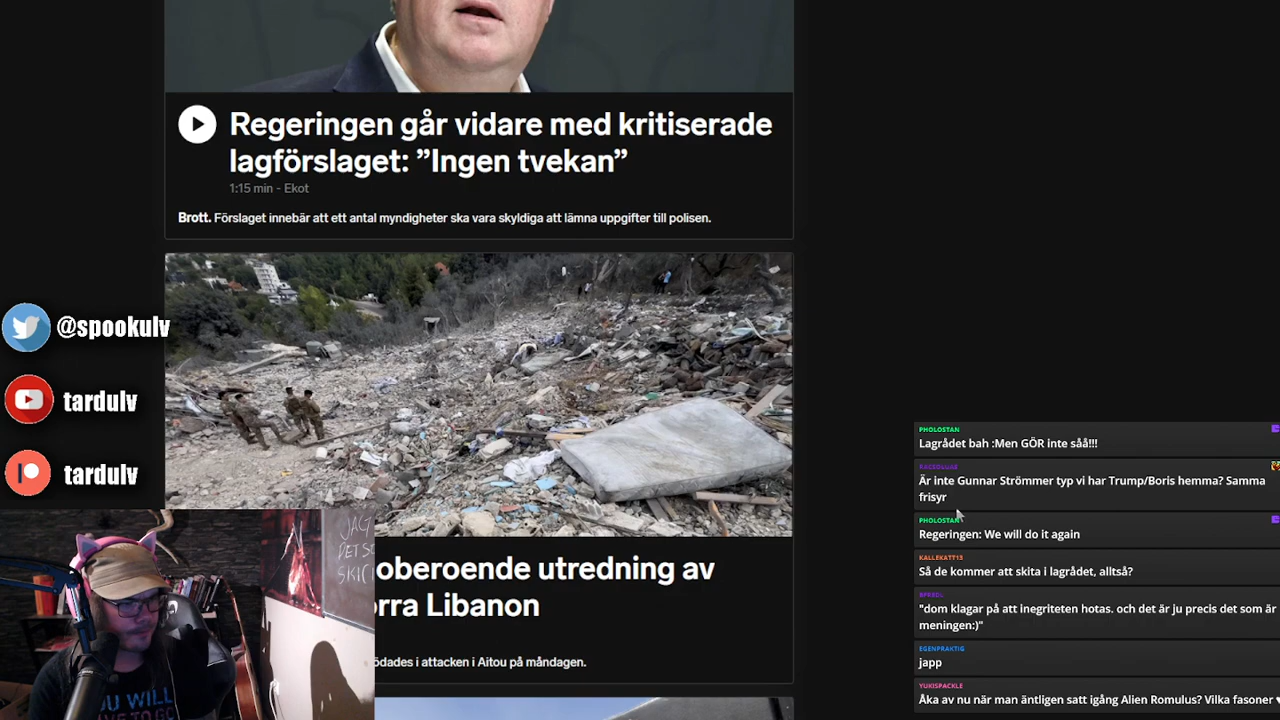 Regeringen går vidare med kritiserade
lagförslaget: ”Ingen tvekan”
1:15 min - Ekot
Brott. Förslaget innebär att ett antal myndigheter ska vara skyldiga att lämna uppgifter till polisen.
@spookulv
tardulv
tardulv
oberoende utredning av
orra Libanon
ödades i attacken i Aitou på måndagen.
PHOLOSTAN
Lagrådet bah :Men GÖR inte såå!!!
Är inte Gunnar Strömmer typ vi har Trump/Boris hemma? Samma
frisyr
PHOLOSTAN
Regeringen: We will do it again
KALLEKATT13
Så de kommer att skita i lagrådet, alltså?
"dom klagar på att inegriteten hotas. och det är ju precis det som är
meningen:)"
EGENPRAKTIG
japp
YUKISPACKLE
Åka av nu när man äntligen satt igång Alien Romulus? Vilka fasoner
JAG